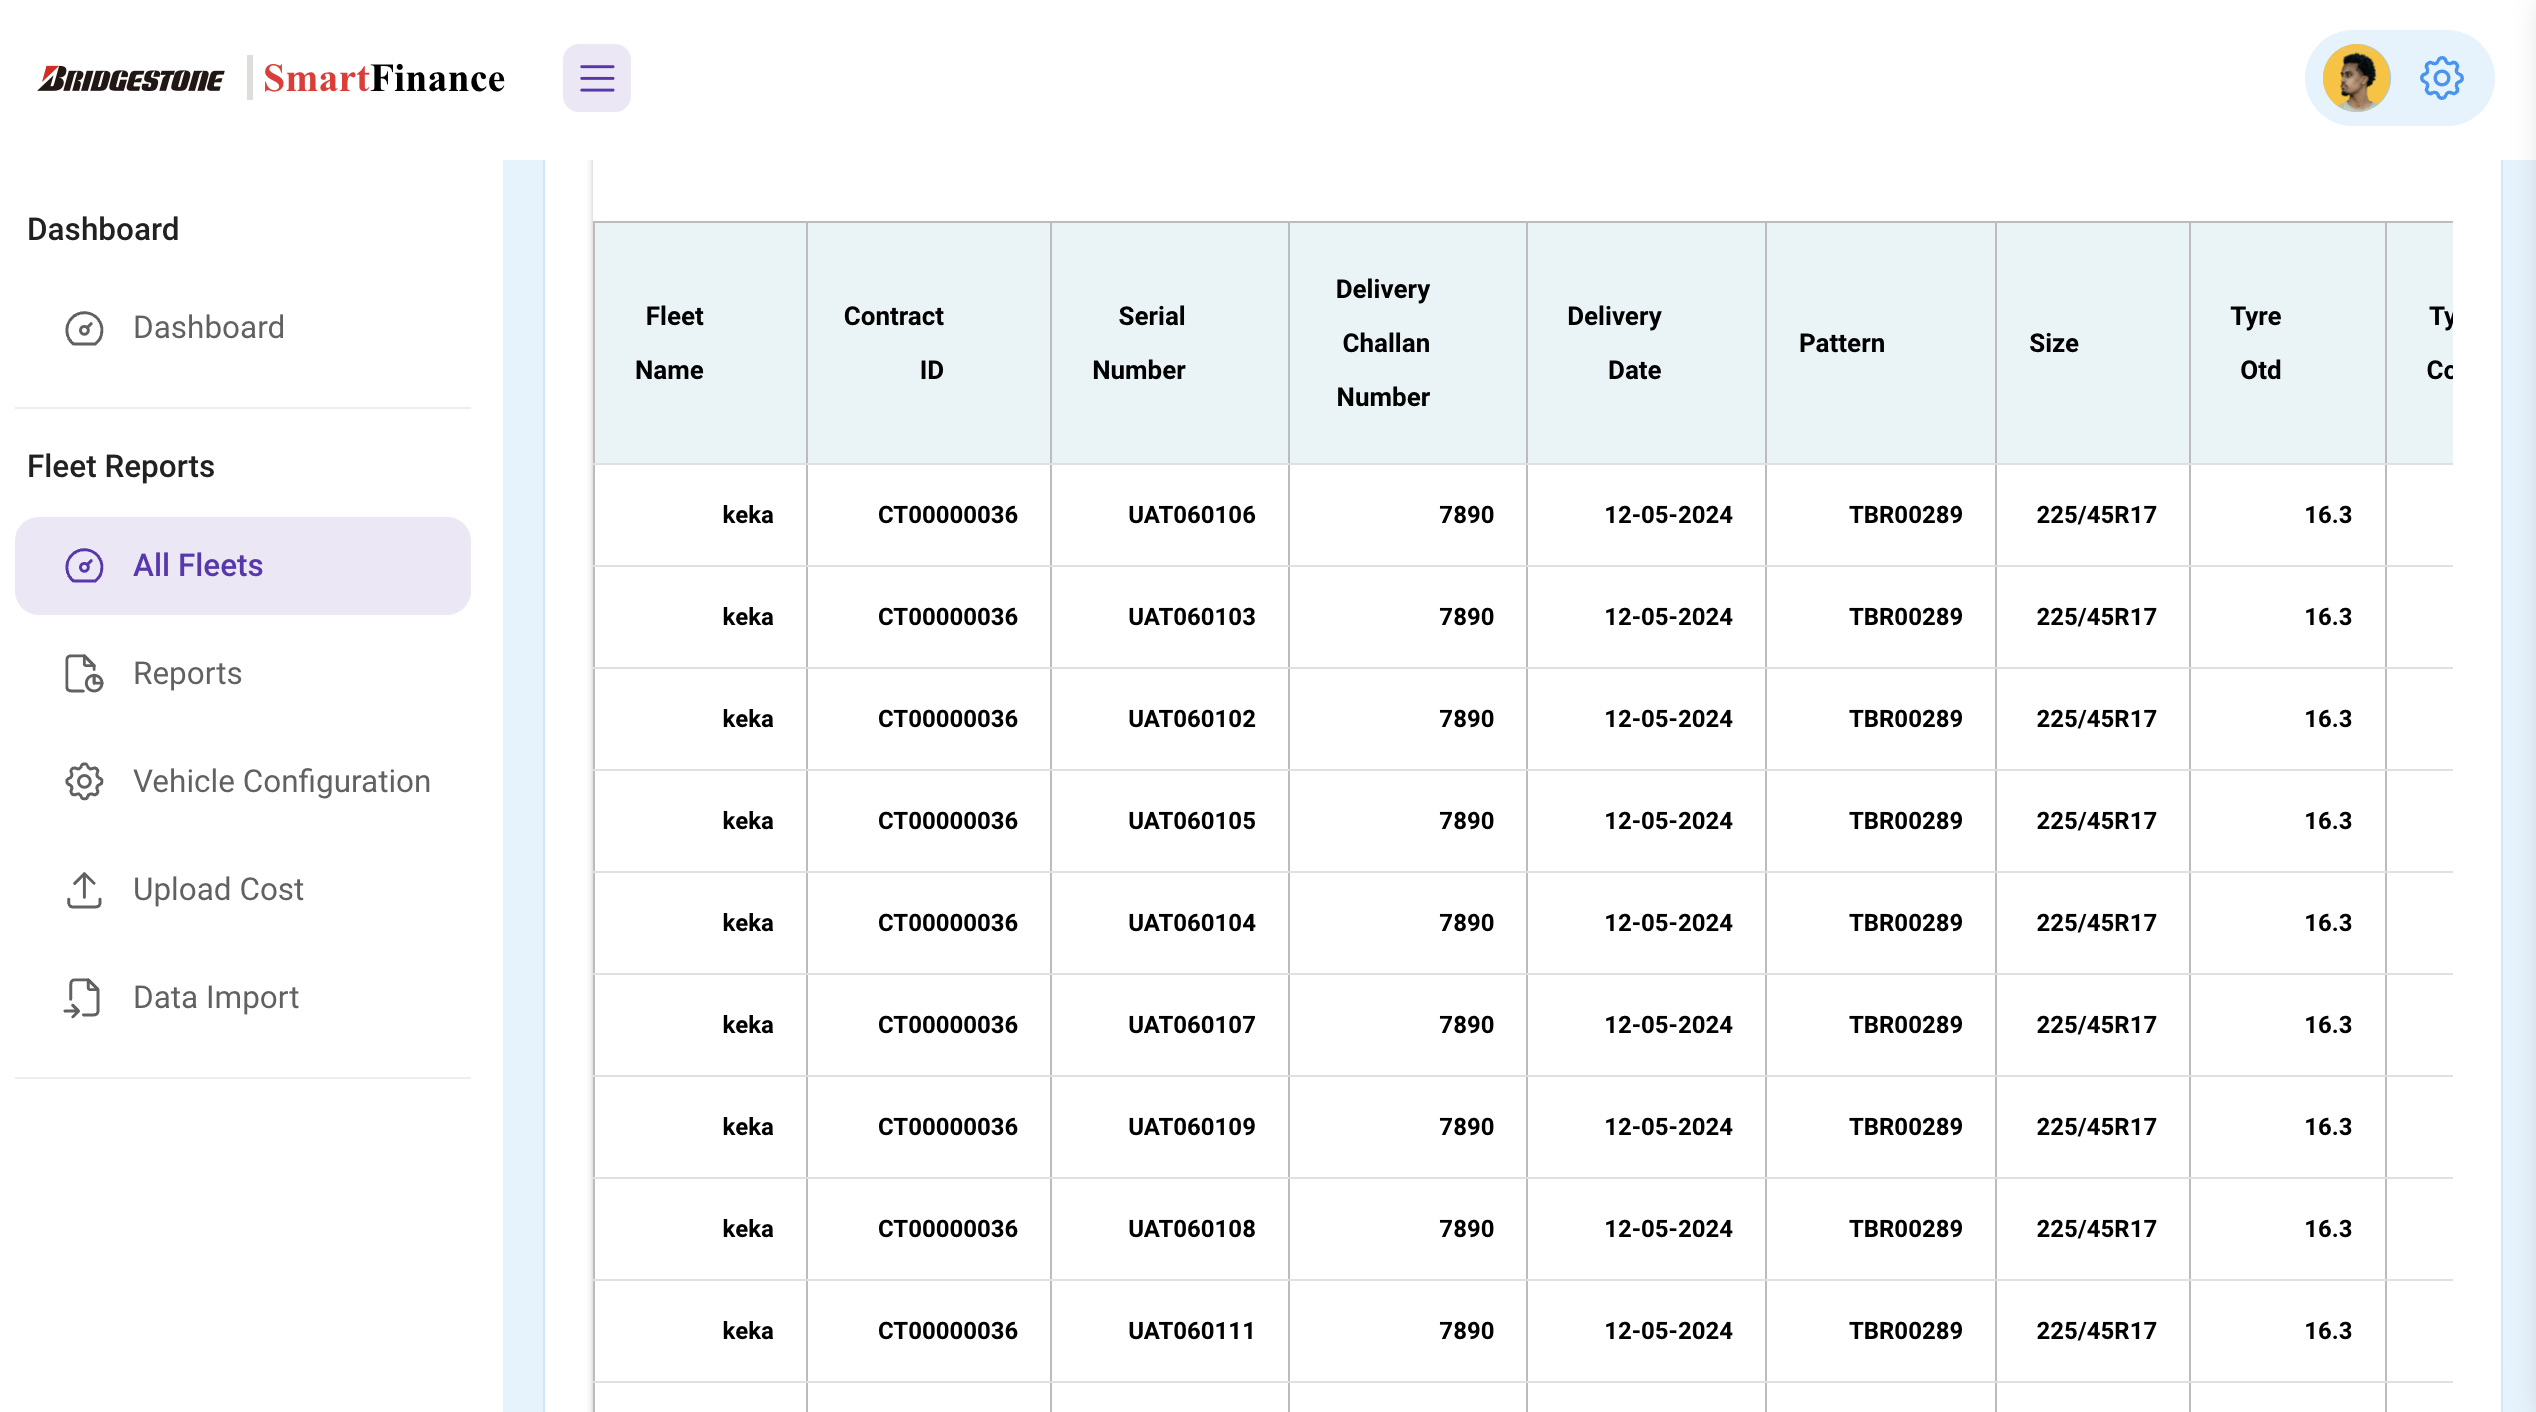 BRIDGESTONE SmartFinance
Dashboard
Dashboard
Fleet Reports
All Fleets
Reports
Vehicle Configuration
Upload Cost
Data Import
Fleet Name Contract ID Serial Number Delivery Challan Number Delivery Date Pattern Size Tyre Otd
keka CT00000036 UAT060106 7890 12-05-2024 TBR00289 225/45R17 16.3
keka CT00000036 UAT060103 7890 12-05-2024 TBR00289 225/45R17 16.3
keka CT00000036 UAT060102 7890 12-05-2024 TBR00289 225/45R17 16.3
keka CT00000036 UAT060105 7890 12-05-2024 TBR00289 225/45R17 16.3
keka CT00000036 UAT060104 7890 12-05-2024 TBR00289 225/45R17 16.3
keka CT00000036 UAT060107 7890 12-05-2024 TBR00289 225/45R17 16.3
keka CT00000036 UAT060109 7890 12-05-2024 TBR00289 225/45R17 16.3
keka CT00000036 UAT060108 7890 12-05-2024 TBR00289 225/45R17 16.3
keka CT00000036 UAT060111 7890 12-05-2024 TBR00289 225/45R17 16.3